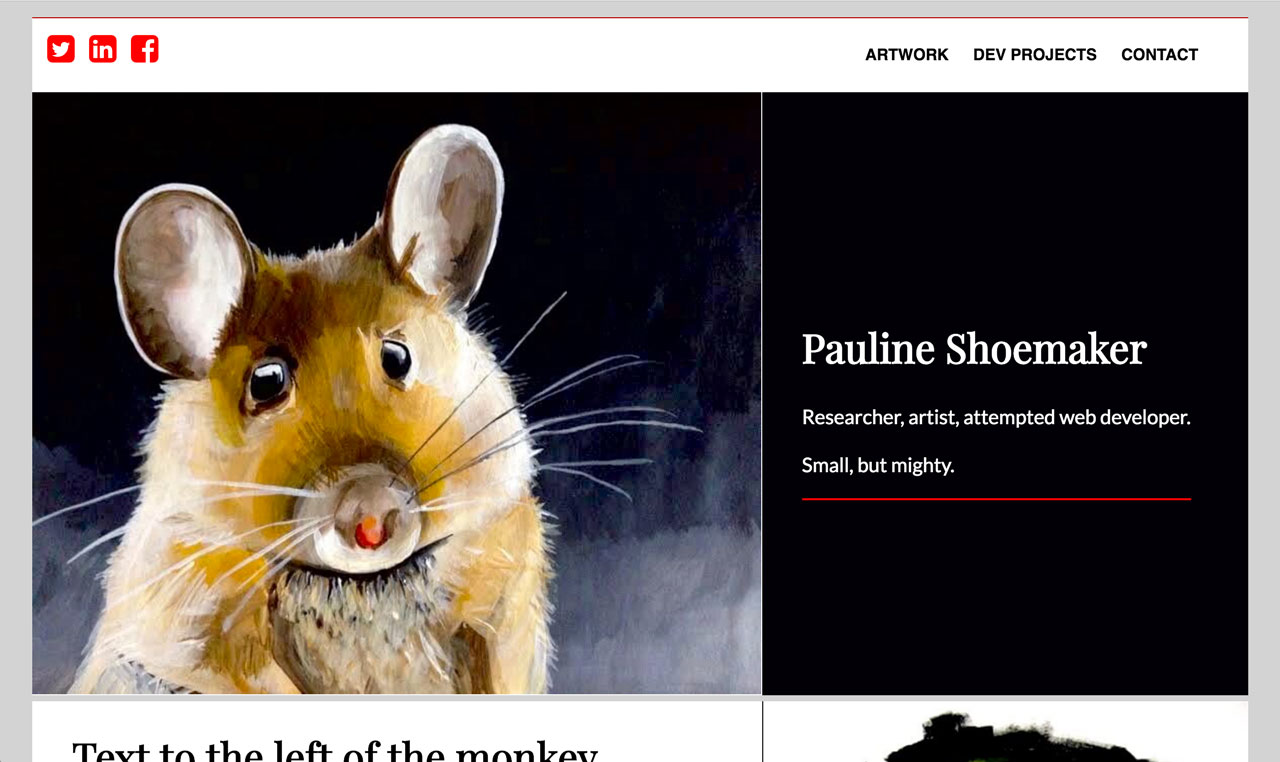 ARTWORK DEV PROJECTS CONTACT
Pauline Shoemaker
Researcher, artist, attempted web developer.
Small, but mighty.
Text to the left of the monkey